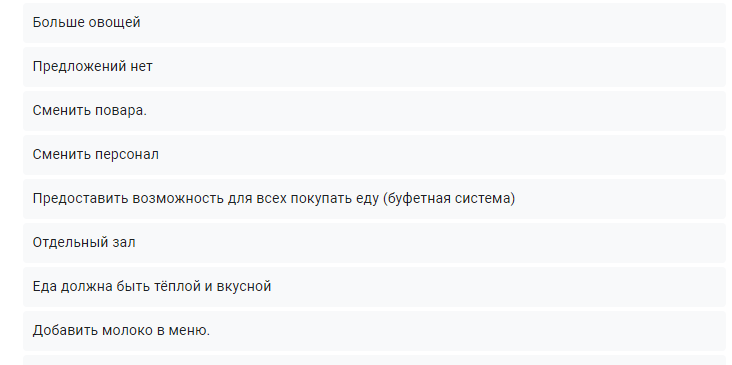 Больше овощей
Предложений нет
Сменить повара.
Сменить персонал
Предоставить возможность для всех покупать еду (буфетная система)
Отдельный зал
Еда должна быть тёплой и вкусной
Добавить молоко в меню.